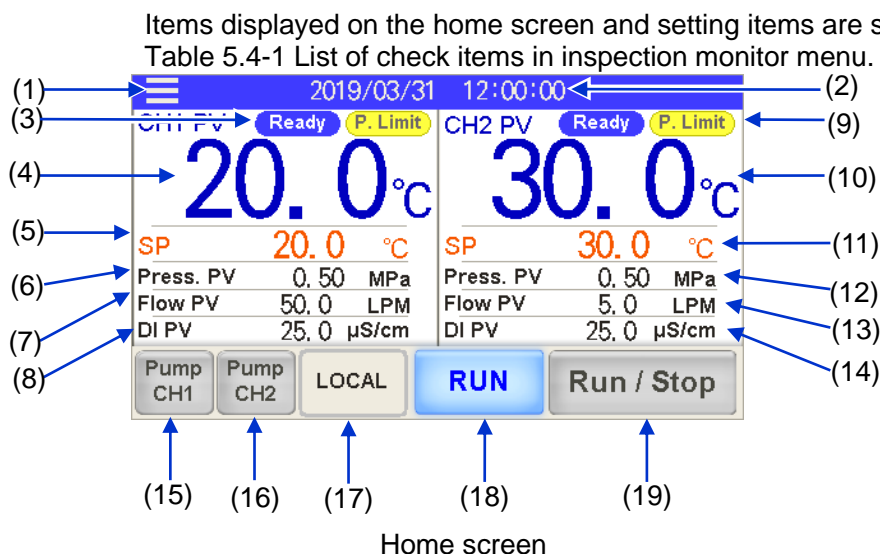 Items displayed on the home screen and setting items are s
Table 5.4-1 List of check items in inspection monitor menu.
(1) 2019/03/31 12:00:00 (2)
(3) CH1 PV Ready P. Limit CH2 PV Ready P. Limit (9)
(4) 20.0 °C 30.0 °C (10)
(5) SP 20.0 °C SP 30.0 °C (11)
(6) Press. PV 0.50 MPa Press. PV 0.50 MPa (12)
(7) Flow PV 50.0 LPM Flow PV 5.0 LPM (13)
(8) DI PV 25.0 µS/cm DI PV 25.0 µS/cm (14)
Pump CH1 Pump CH2 LOCAL RUN Run / Stop
(15) (16) (17) (18) (19)
Home screen